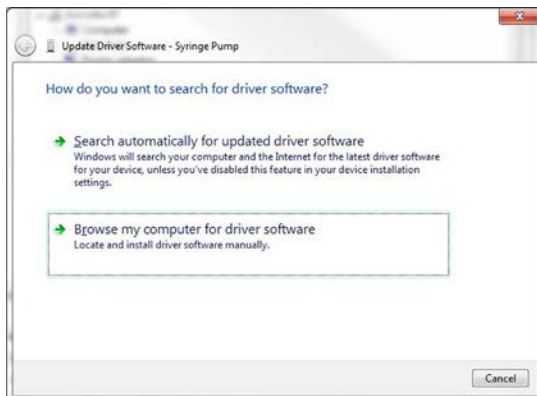 Update Driver Software - Syringe Pump
How do you want to search for driver software?
Search automatically for updated driver software
Windows will search your computer and the Internet for the latest driver software
for your device, unless you've disabled this feature in your device installation
settings.
Browse my computer for driver software
Locate and install driver software manually.
Cancel